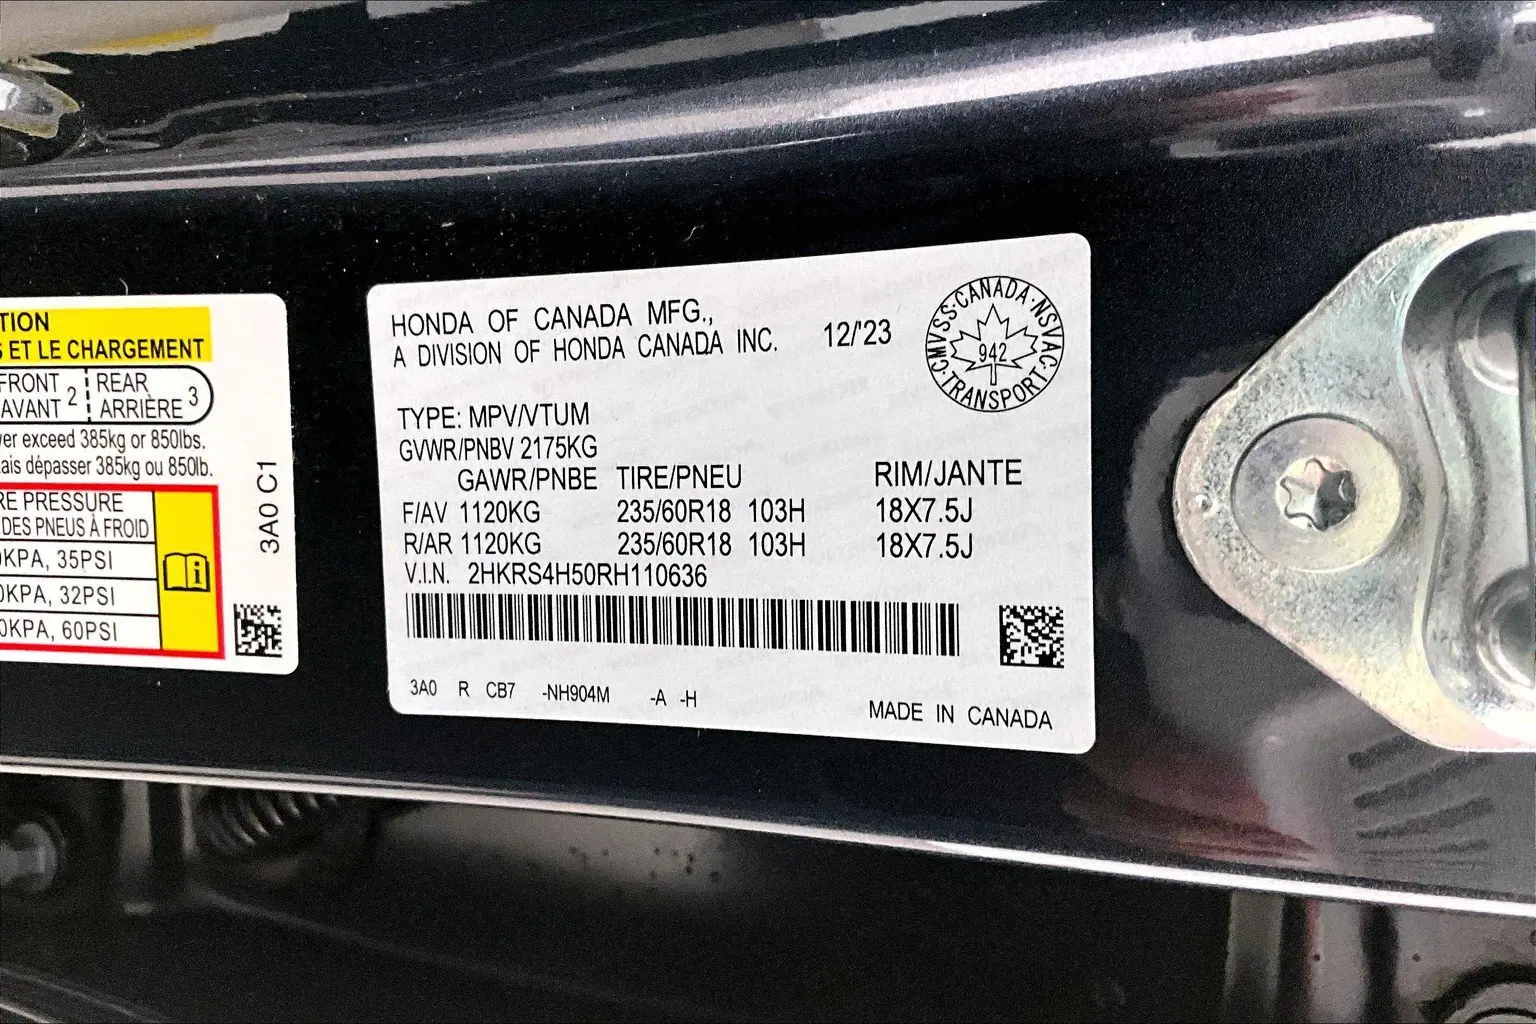 TION
S ET LE CHARGEMENT
FRONT
AVANT 2
REAR
ARRIÈRE 3
er exceed 385kg or 850lbs.
ais dépasser 385kg ou 850lb.
RE PRESSURE
DES PNEUS À FROID
0KPA, 35PSI
0KPA, 32PSI
0KPA, 60PSI
3A0 C1
HONDA OF CANADA MFG.,
A DIVISION OF HONDA CANADA INC. 12/'23
CMVSS·CANADA·NSVAC·TRANSPORT·
942
TYPE: MPV/VTUM
GVWR/PNBV 2175KG
GAWR/PNBE TIRE/PNEU RIM/JANTE
F/AV 1120KG 235/60R18 103H 18X7.5J
R/AR 1120KG 235/60R18 103H 18X7.5J
V.I.N. 2HKRS4H50RH110636
3A0 R CB7 -NH904M -A -H
MADE IN CANADA